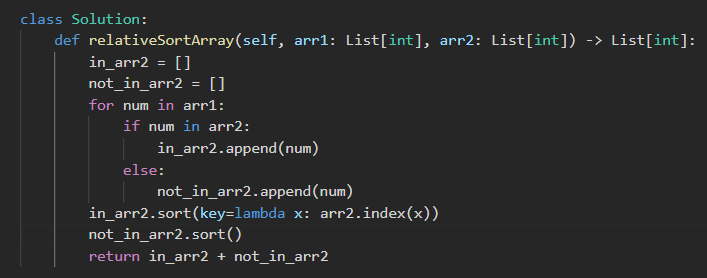 class Solution:
    def relativeSortArray(self, arr1: List[int], arr2: List[int]) -> List[int]:
        in_arr2 = []
        not_in_arr2 = []
        for num in arr1:
            if num in arr2:
                in_arr2.append(num)
            else:
                not_in_arr2.append(num)
        in_arr2.sort(key=lambda x: arr2.index(x))
        not_in_arr2.sort()
        return in_arr2 + not_in_arr2